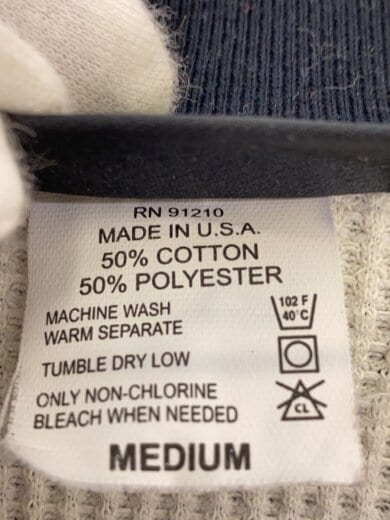 RN 91210
MADE IN U.S.A.
50% COTTON
50% POLYESTER
MACHINE WASH
WARM SEPARATE
102 F
40°C
TUMBLE DRY LOW
ONLY NON-CHLORINE
BLEACH WHEN NEEDED
CL
MEDIUM